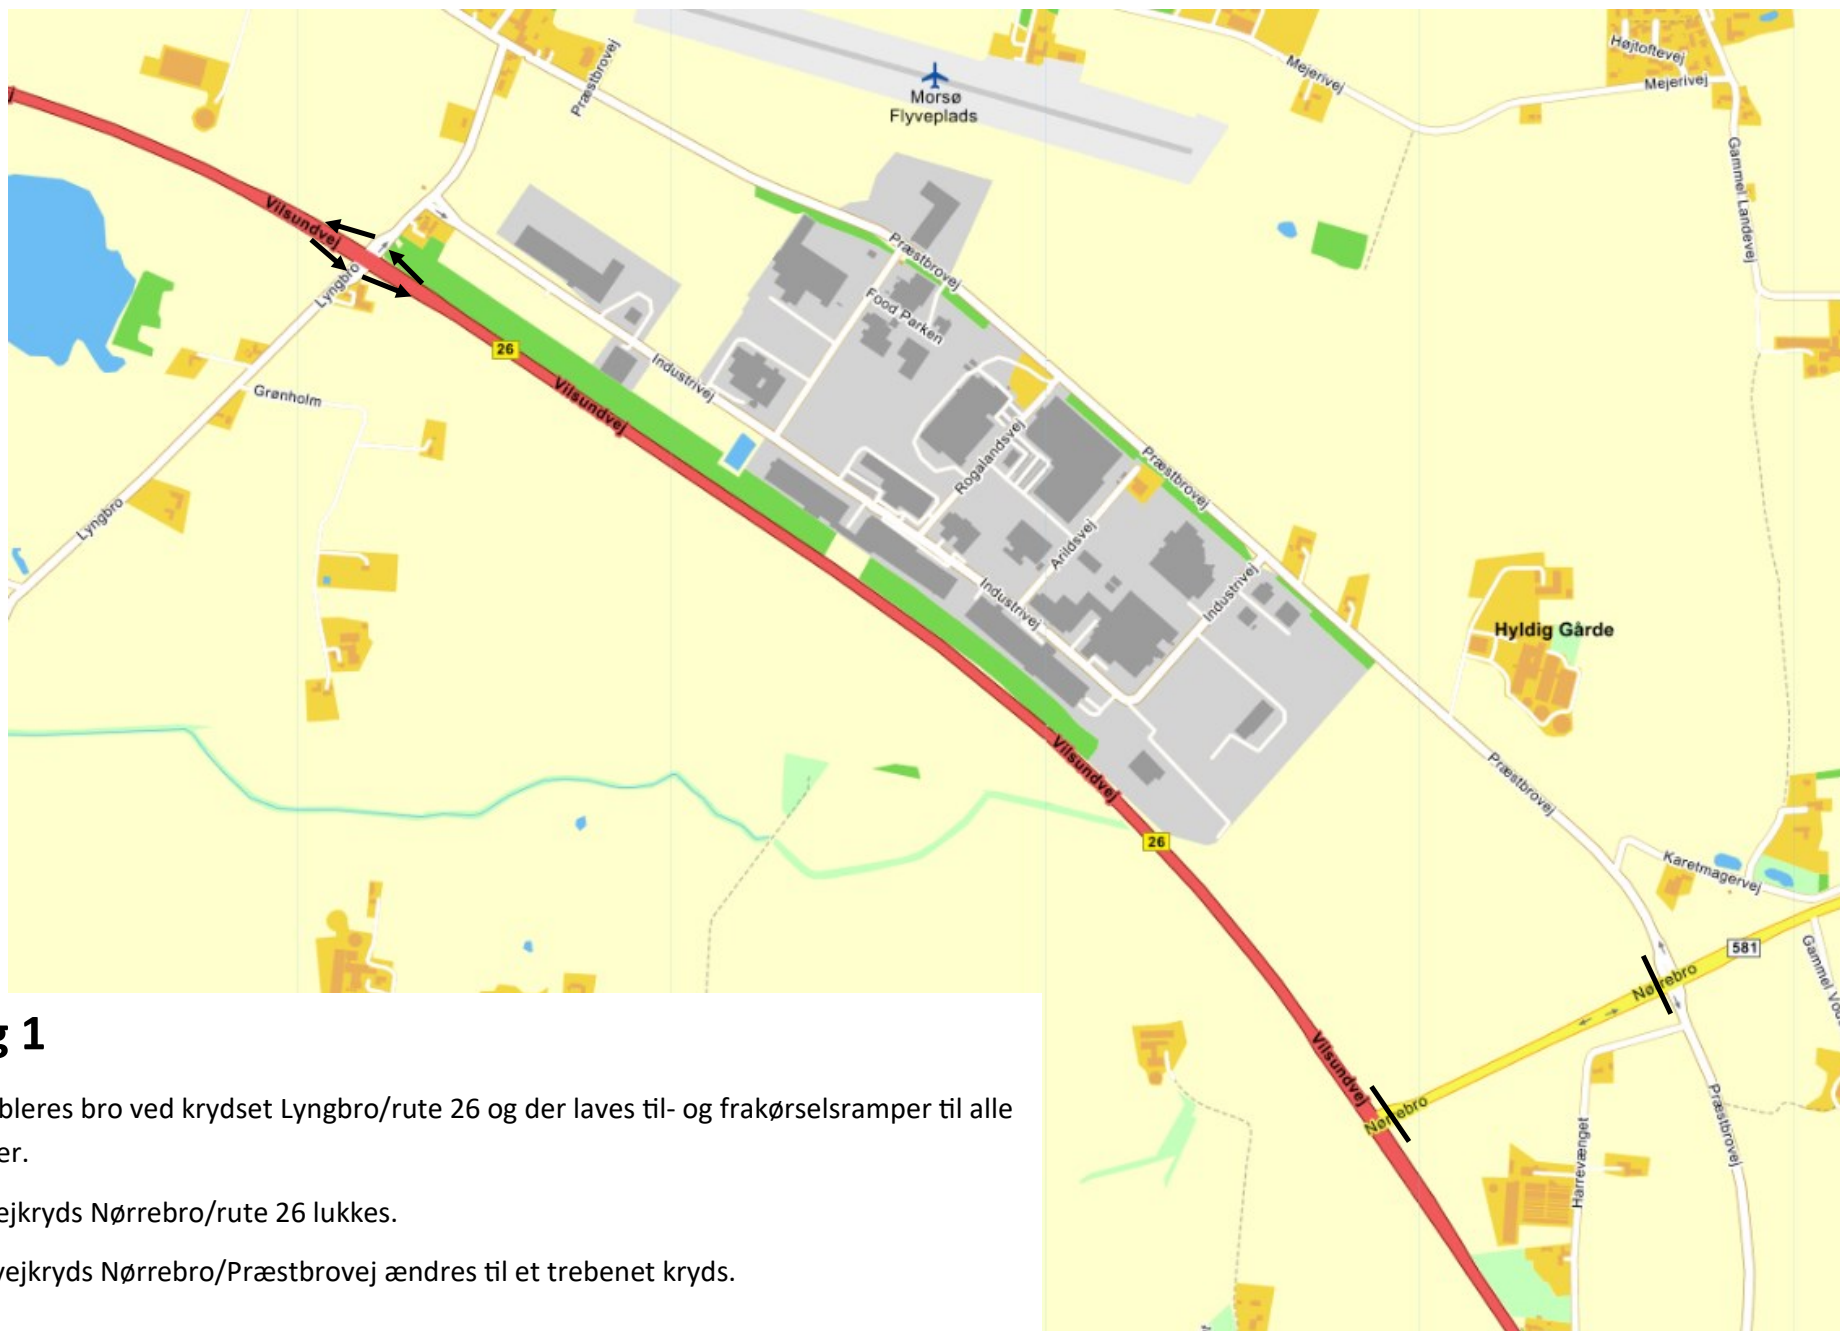 Præstbrovej
Morsø
Flyveplads
Mejerivej
Højtoftevej
Mejerivej
Gammel Landevej
Vilsundvej
Lyngbro
Præstbrovej
Food Parken
26
Industrivej
Vilsundvej
Grønholm
Rogalandsvej
Præstbrovej
Lyngbro
Arildsvej
Industrivej
Industrivej
Hyldig Gårde
Vilsundvej
26
Præstbrovej
Karetmagervej
581
Nørrebro
Gammel
Vilsundvej
Nørrebro
Harrevænget
Præstbrovej
g 1
bleres bro ved krydset Lyngbro/rute 26 og der laves til- og frakørselsramper til alle
er.
ejkryds Nørrebro/rute 26 lukkes.
vejkryds Nørrebro/Præstbrovej ændres til et trebenet kryds.